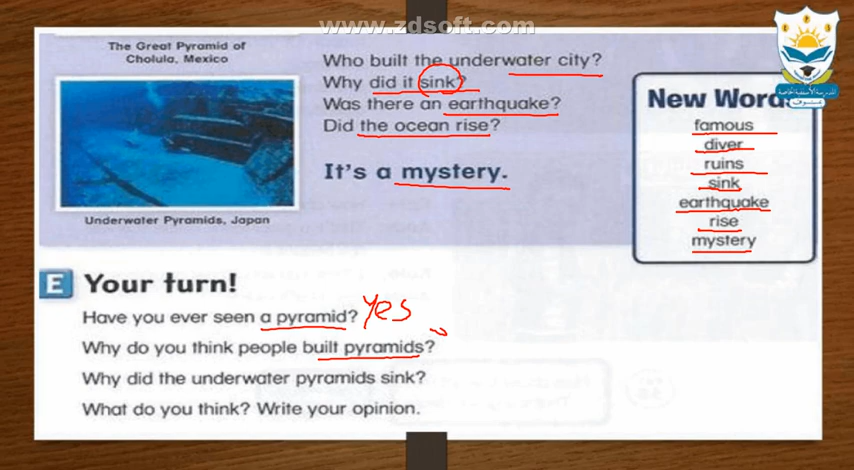 www.zdsoft.com
The Great Pyramid of
Cholula, Mexico
Underwater Pyramids, Japan
Who built the underwater city?
Why did it sink?
Was there an earthquake?
Did the ocean rise?
It's a mystery.
New Word
famous
diver
ruins
sink
earthquake
rise
mystery
E Your turn!
Have you ever seen a pyramid? yes
Why do you think people built pyramids?
Why did the underwater pyramids sink?
What do you think? Write your opinion.